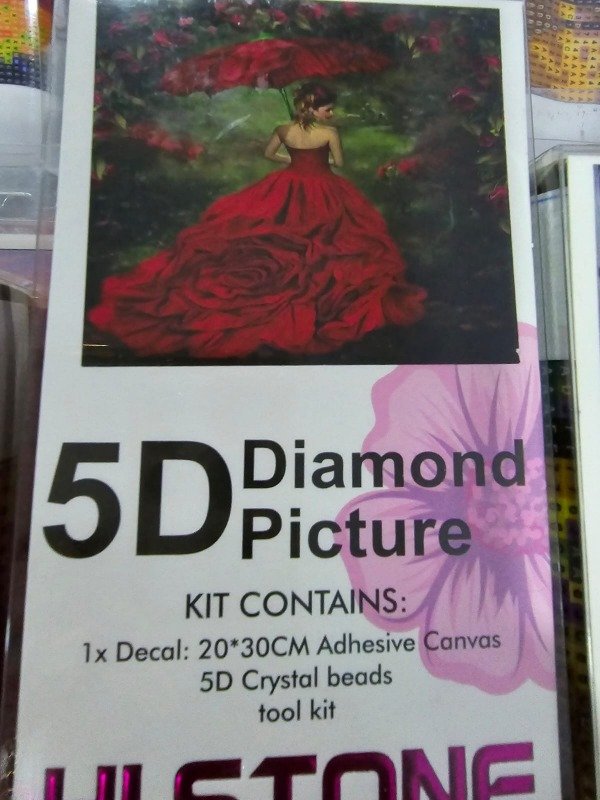 5D Diamond
Picture
KIT CONTAINS:
1x Decal: 20*30CM Adhesive Canvas
5D Crystal beads
tool kit